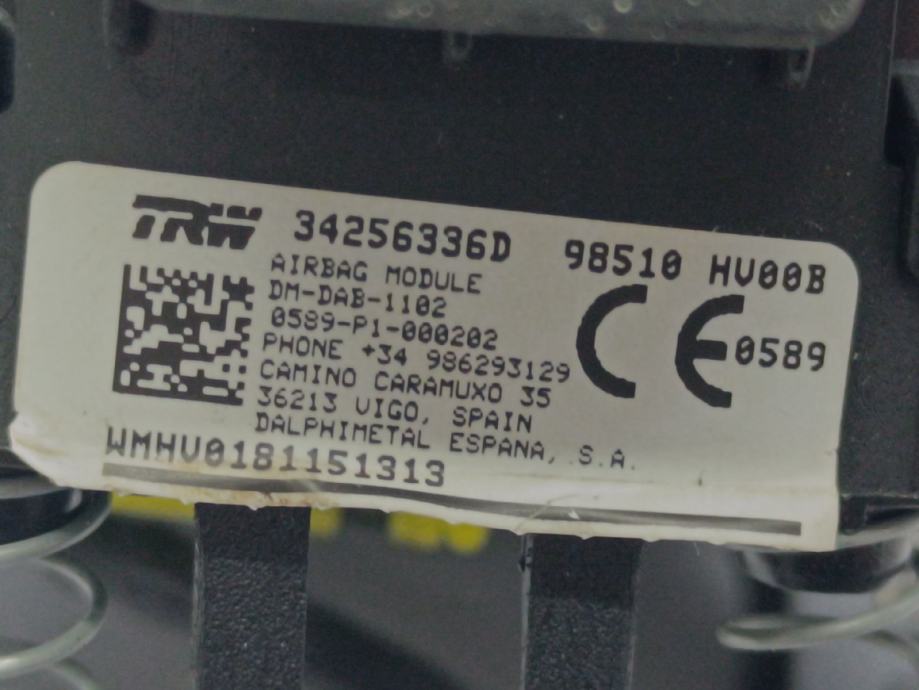 TRW 34256336D 98510 HV00B
AIRBAG MODULE
DM-DAB-1102
0589-P1-000202
PHONE +34 986293129
CAMINO CARAMUXO 35
36213 VIGO, SPAIN
DALPHIMETAL ESPANA, S.A.
CE 0589
WMHV0181151313